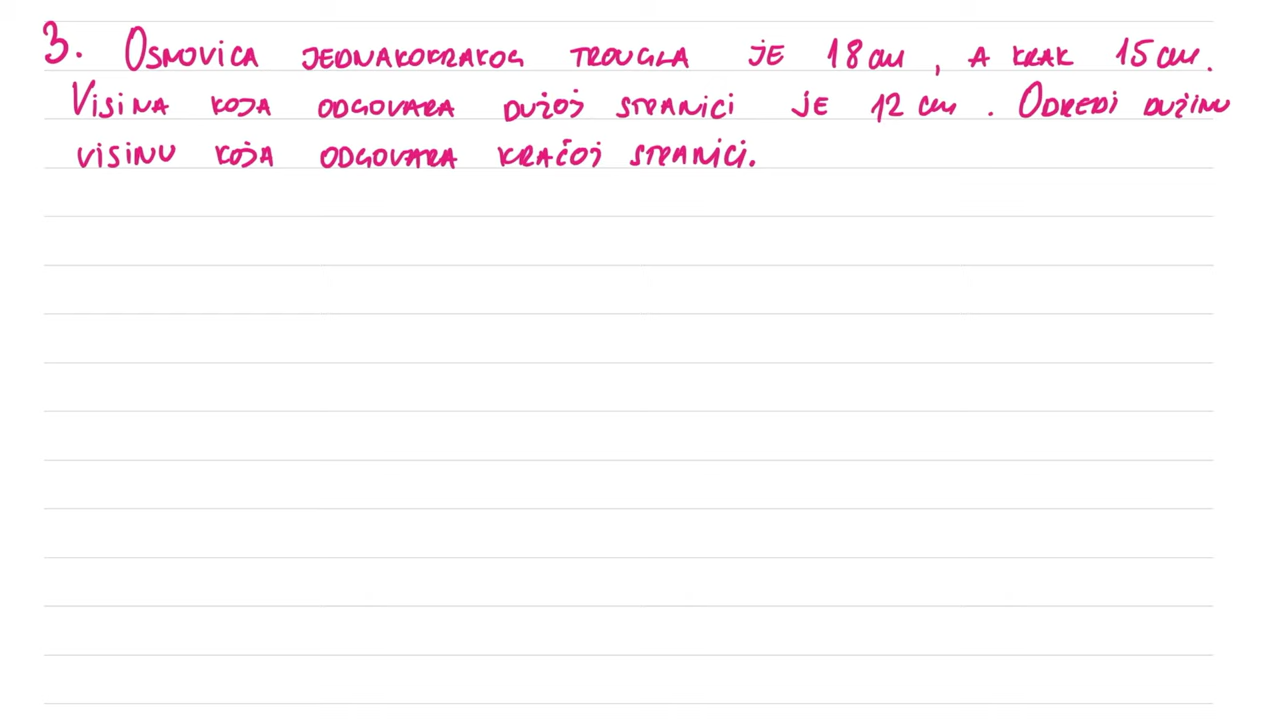 3. OSNOVICA JEDNAKOKRAKOG TROUGLA JE 18 cm, A KRAK 15 cm.
VISINA KOJA ODGOVARA DUŽOJ STRANICI JE 12 cm. ODREDI DUŽINU
VISINU KOJA ODGOVARA KRAČOJ STRANICI.